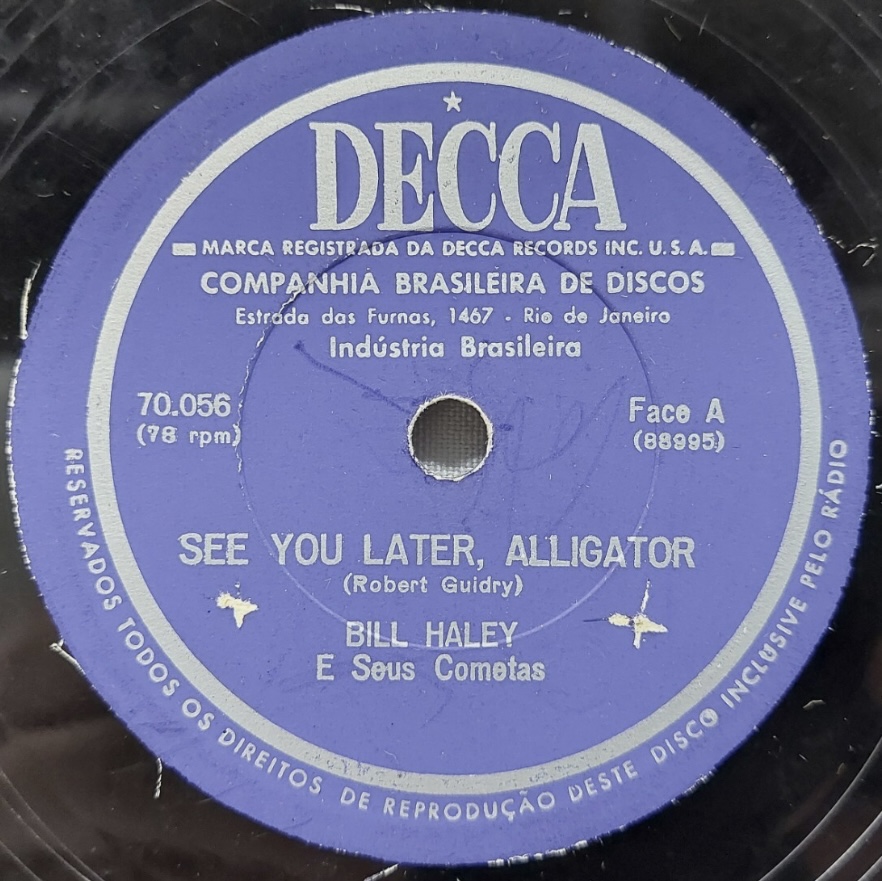 DECCA
MARCA REGISTRADA DA DECCA RECORDS INC. U.S.A.
COMPANHIA BRASILEIRA DE DISCOS
Estrada das Furnas, 1467 - Rio de Janeiro
Indústria Brasileira
70.056
(78 rpm)
Face A
(88995)
SEE YOU LATER, ALLIGATOR
(Robert Guidry)
BILL HALEY
E Seus Cometas
RESERVADOS TODOS OS DIREITOS DE REPRODUÇÃO DESTE DISCO INCLUSIVE PELO RÁDIO